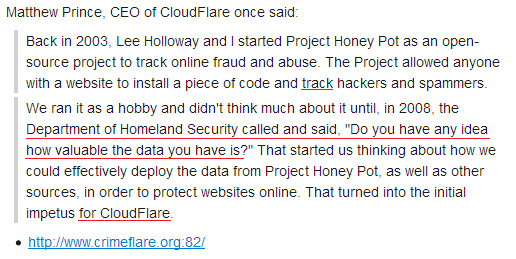 Matthew Prince, CEO of CloudFlare once said:
Back in 2003, Lee Holloway and I started Project Honey Pot as an open-
source project to track online fraud and abuse. The Project allowed anyone
with a website to install a piece of code and track hackers and spammers.
We ran it as a hobby and didn't think much about it until, in 2008, the
Department of Homeland Security called and said, "Do you have any idea
how valuable the data you have is?" That started us thinking about how we
could effectively deploy the data from Project Honey Pot, as well as other
sources, in order to protect websites online. That turned into the initial
impetus for CloudFlare.
• http://www.crimeflare.org:82/